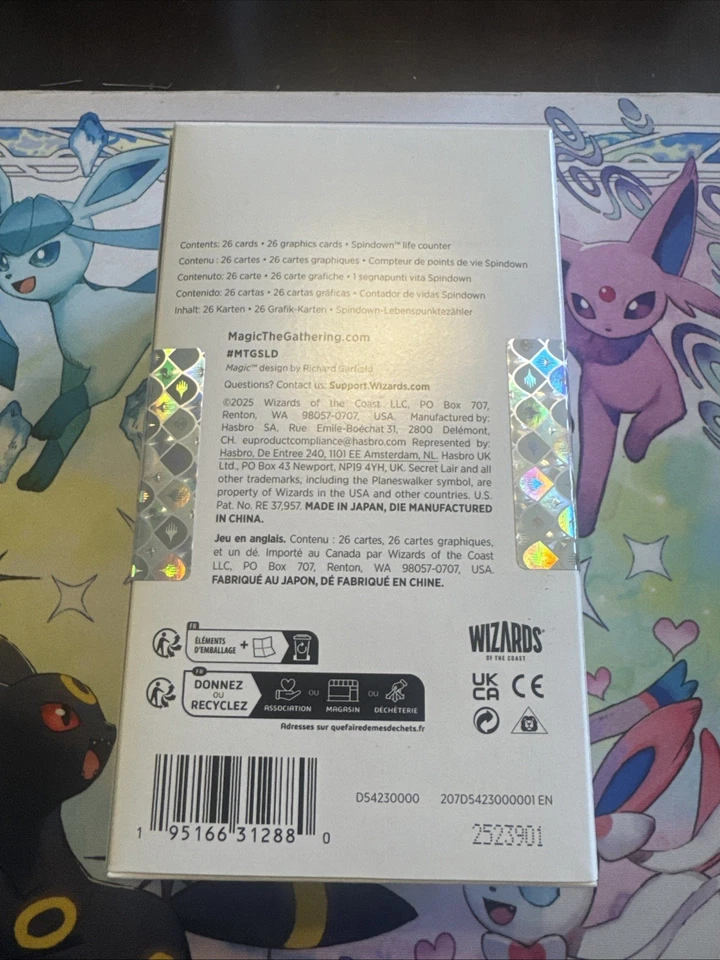 Contents: 26 cards • 26 graphics cards • Spindown™ life counter
Contenu : 26 cartes • 26 cartes graphiques • Compteur de points de vie Spindown
Contenuto: 26 carte • 26 carte grafiche • 1 segnapunti vita Spindown
Contenido: 26 cartas • 26 cartas gráficas • Contador de vidas Spindown
Inhalt: 26 Karten • 26 Grafik-Karten • Spindown-Lebenspunktezähler
MagicTheGathering.com
#MTGSLD
Magic™ design by Richard Garfield
Questions? Contact us: Support.Wizards.com
©2025 Wizards of the Coast LLC, PO Box 707,
Renton, WA 98057-0707, USA. Manufactured by:
Hasbro SA, Rue Emile-Boéchat 31, 2800 Delémont,
CH. euproductcompliance@hasbro.com Represented by:
Hasbro, De Entree 240, 1101 EE Amsterdam, NL. Hasbro UK
Ltd., PO Box 43 Newport, NP19 4YH, UK. Secret Lair and all
other trademarks, including the Planeswalker symbol, are
property of Wizards in the USA and other countries. U.S.
Pat. No. RE 37,957. MADE IN JAPAN, DIE MANUFACTURED
IN CHINA.
Jeu en anglais. Contenu : 26 cartes, 26 cartes graphiques,
et un dé. Importé au Canada par Wizards of the Coast
LLC, PO Box 707, Renton, WA 98057-0707, USA.
FABRIQUÉ AU JAPON, DÉ FABRIQUÉ EN CHINE.
FR
ÉLÉMENTS
D'EMBALLAGE +
FR
DONNEZ
OU
RECYCLEZ
ASSOCIATION OU MAGASIN OU DÉCHÈTERIE
Adresses sur quefairedemesdechets.fr
WIZARDS
OF THE COAST
UK
CA CE
D54230000 207D5423000001 EN
2523901
1 95166 31288 0